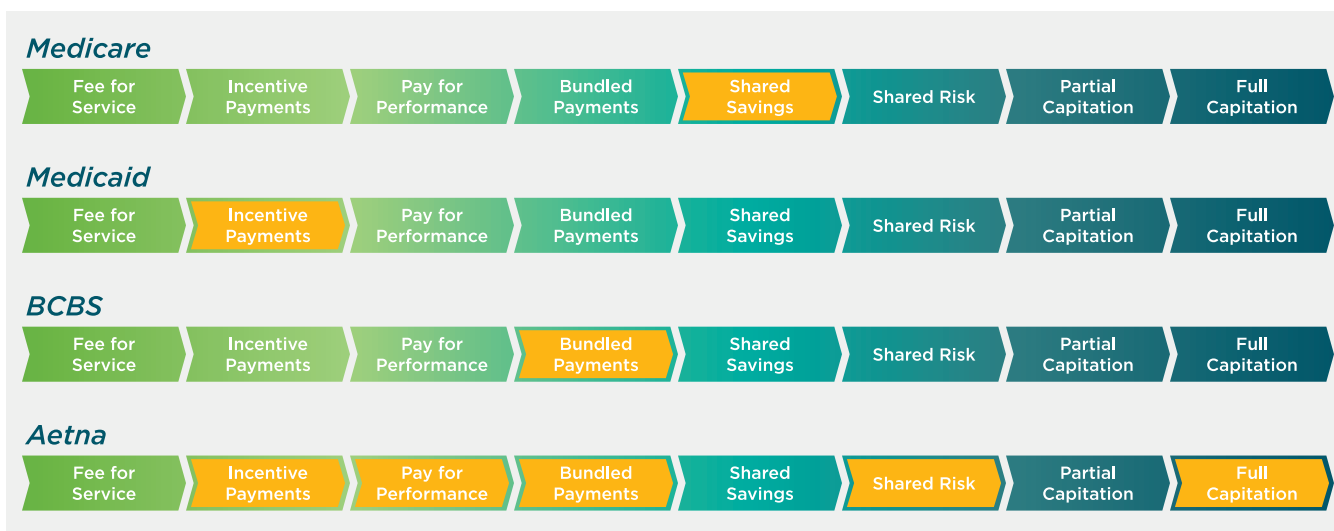 Medicare
Fee for Service
Incentive Payments
Pay for Performance
Bundled Payments
Shared Savings
Shared Risk
Partial Capitation
Full Capitation
Medicaid
Fee for Service
Incentive Payments
Pay for Performance
Bundled Payments
Shared Savings
Shared Risk
Partial Capitation
Full Capitation
BCBS
Fee for Service
Incentive Payments
Pay for Performance
Bundled Payments
Shared Savings
Shared Risk
Partial Capitation
Full Capitation
Aetna
Fee for Service
Incentive Payments
Pay for Performance
Bundled Payments
Shared Savings
Shared Risk
Partial Capitation
Full Capitation